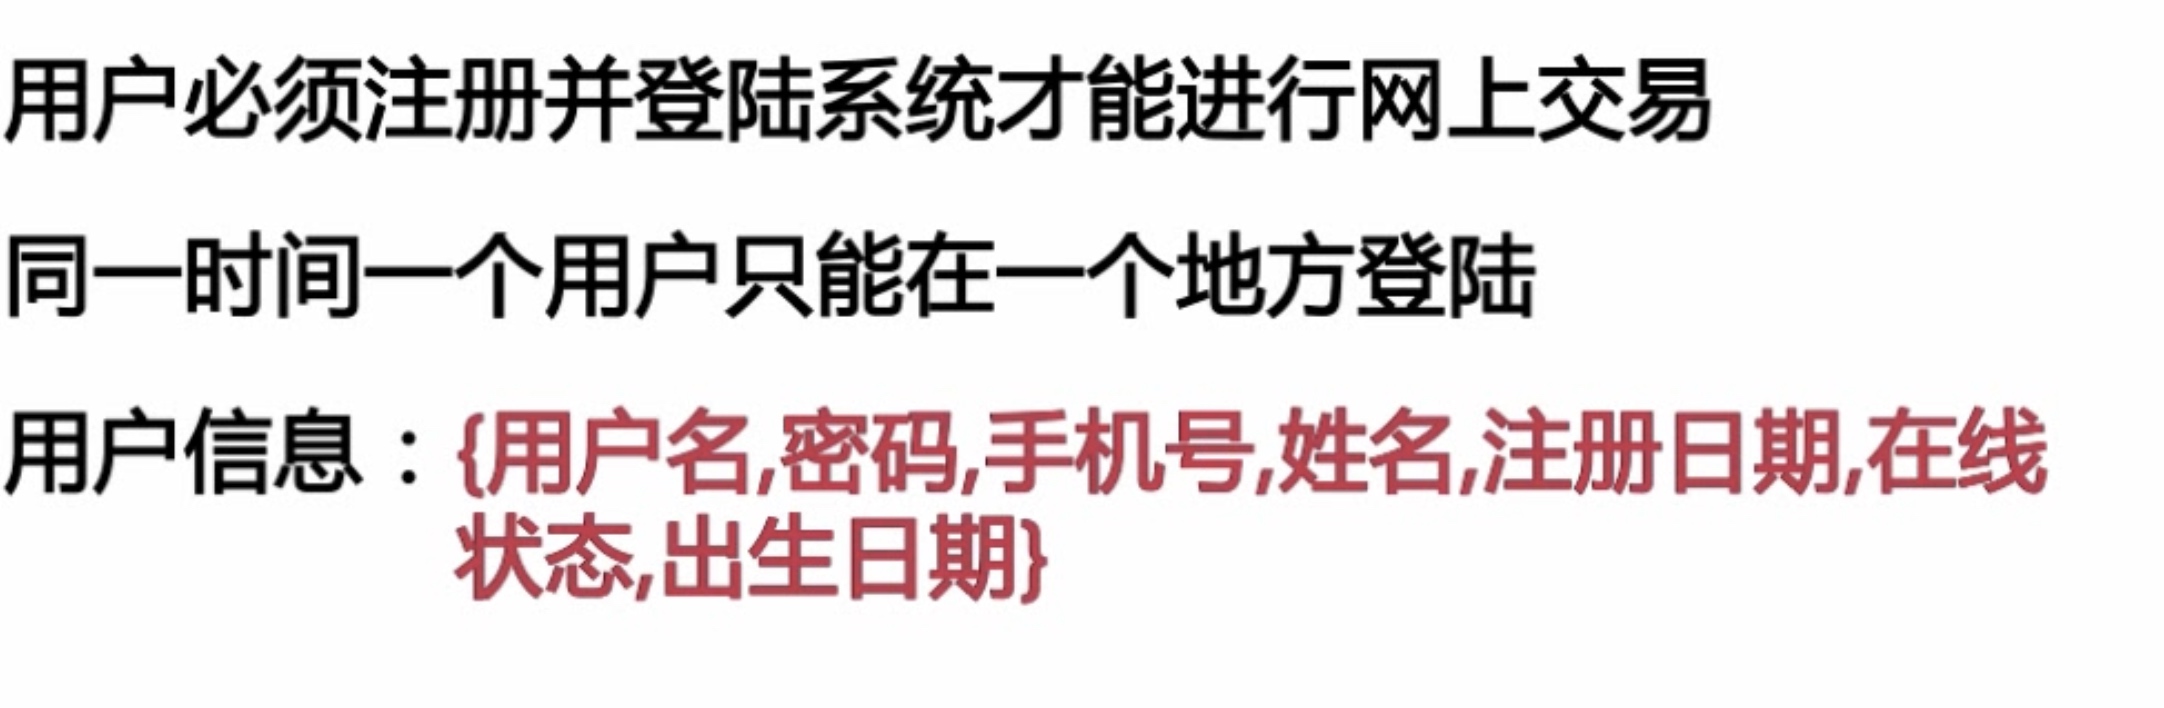 用户必须注册并登陆系统才能进行网上交易
同一时间一个用户只能在一个地方登陆
用户信息：{用户名,密码,手机号,姓名,注册日期,在线
状态,出生日期}